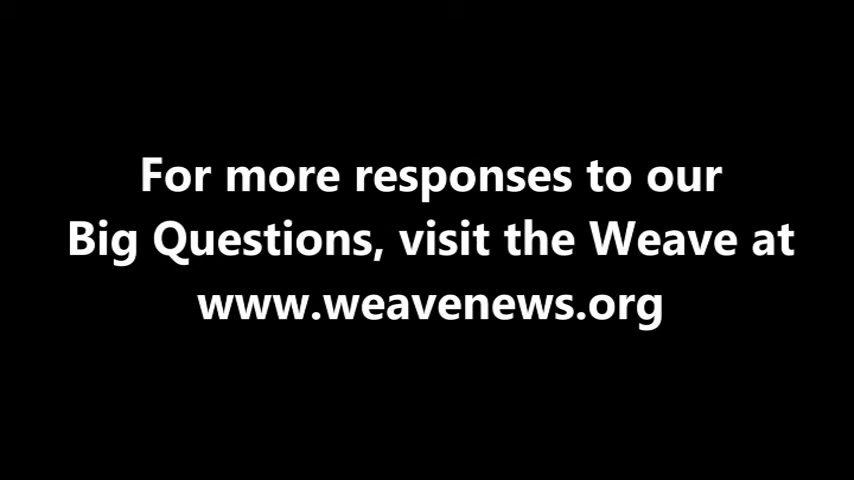 For more responses to our
Big Questions, visit the Weave at
www.weavenews.org